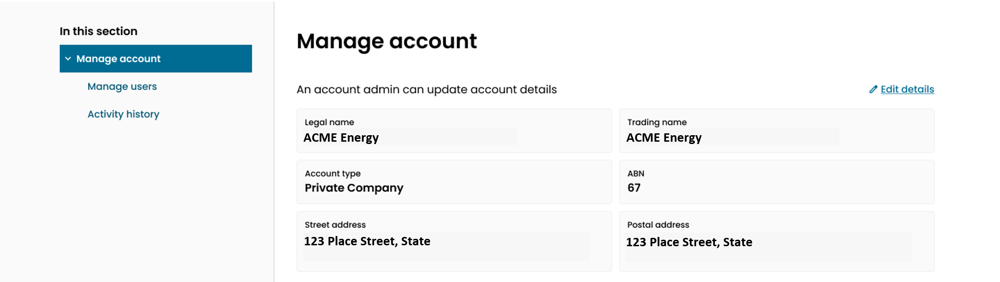 In this section
Manage account
Manage users
Activity history
Manage account
An account admin can update account details
Edit details
Legal name
ACME Energy
Trading name
ACME Energy
Account type
Private Company
ABN
67
Street address
123 Place Street, State
Postal address
123 Place Street, State